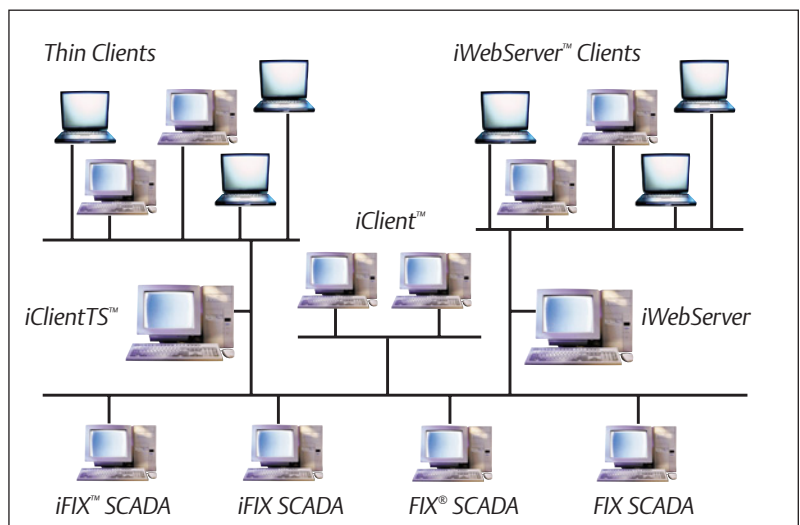 Thin Clients
iWebServer™ Clients
iClient™
iClientTS™
iWebServer
iFIX™ SCADA
iFIX SCADA
FIX® SCADA
FIX SCADA